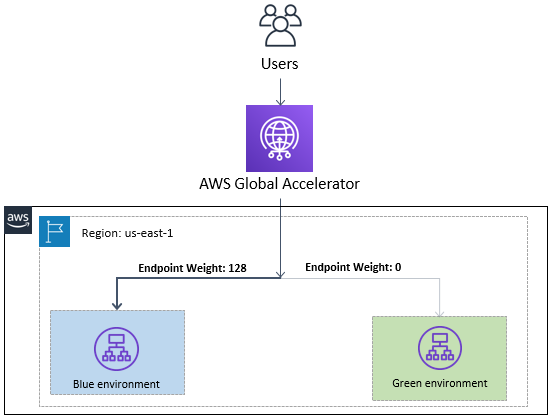 Users
AWS Global Accelerator
aws
Region: us-east-1
Endpoint Weight: 128
Endpoint Weight: 0
Blue environment
Green environment